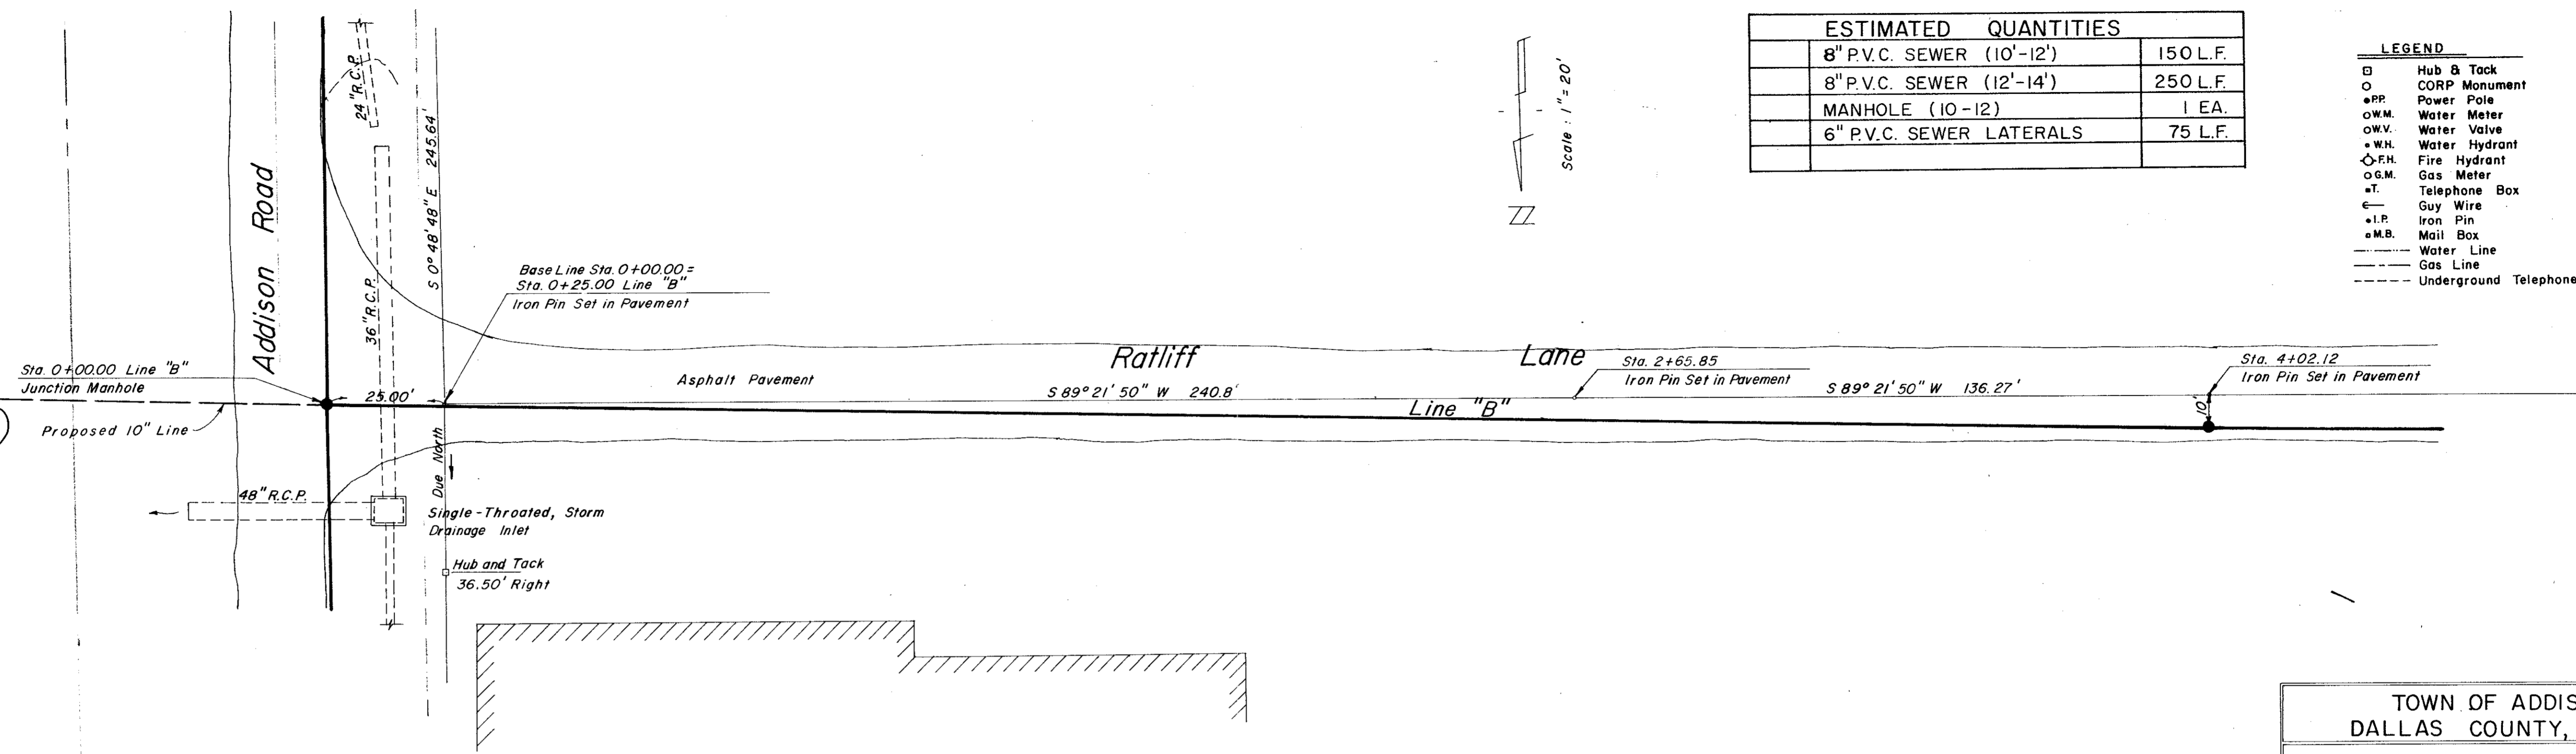 ESTIMATED QUANTITIES
8" P.V.C. SEWER (10'-12') 150 L.F.
8" P.V.C. SEWER (12'-14') 250 L.F.
MANHOLE (10-12) 1 EA.
6" P.V.C. SEWER LATERALS 75 L.F.
LEGEND
Hub & Tack
CORP Monument
P.P. Power Pole
W.M. Water Meter
W.V. Water Valve
W.H. Water Hydrant
F.H. Fire Hydrant
G.M. Gas Meter
T. Telephone Box
Guy Wire
I.P. Iron Pin
M.B. Mail Box
Water Line
Gas Line
Underground Telephone
Scale : 1" = 20'
24" R.C.P.
Addison Road
36" R.C.P.
S 0° 48' 48" E 245.64'
Base Line Sta. 0+00.00 =
Sta. 0+25.00 Line "B"
Iron Pin Set in Pavement
Sta. 0+00.00 Line "B"
Junction Manhole
Proposed 10" Line
25.00'
Asphalt Pavement
Ratliff Lane
S 89° 21' 50" W 240.8'
Line "B"
Sta. 2+65.85
Iron Pin Set in Pavement
S 89° 21' 50" W 136.27'
Sta. 4+02.12
Iron Pin Set in Pavement
10'
Due North
48" R.C.P.
Single-Throated, Storm
Drainage Inlet
Hub and Tack
36.50' Right
TOWN OF ADDIS
DALLAS COUNTY,